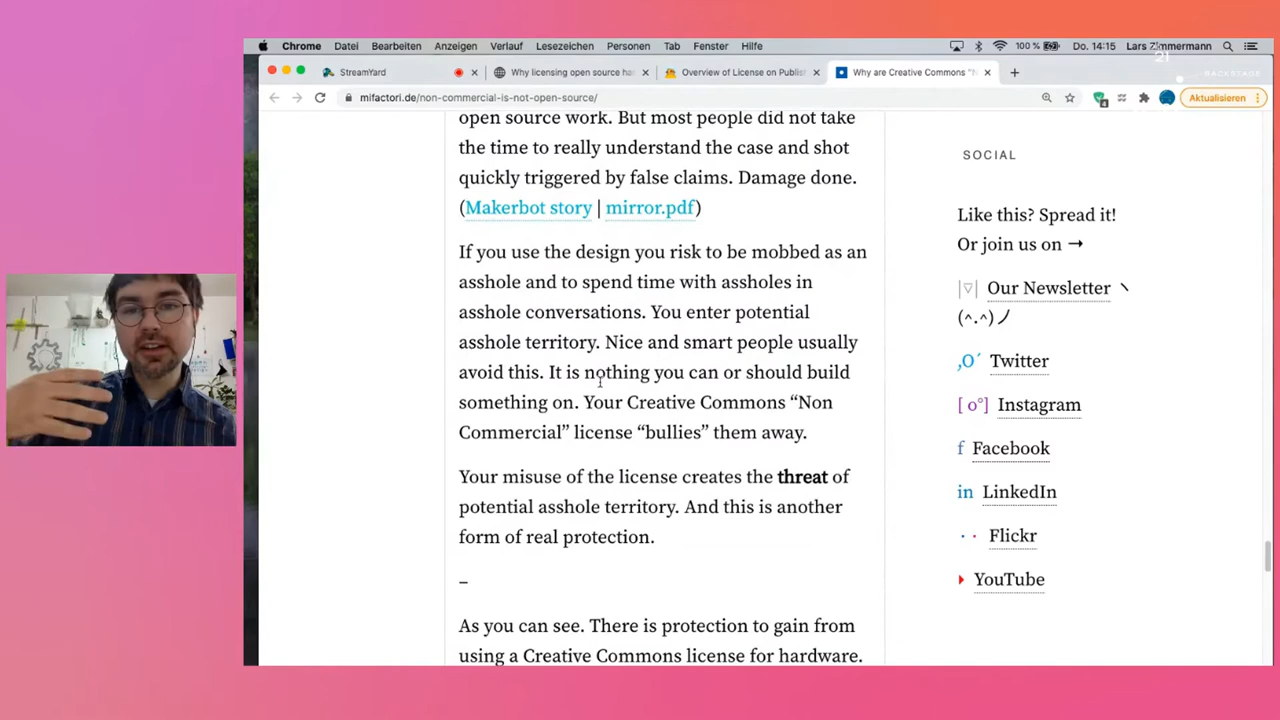 Chrome Datei Bearbeiten Anzeigen Verlauf Lesezeichen Personen Tab Fenster Hilfe 100 % Do. 14:15 Lars Zimmermann
21
BACKSTAGE
StreamYard
Why licensing open source ha
Overview of License on Publis
Why are Creative Commons "N
mifactori.de/non-commercial-is-not-open-source/
4
Aktualisieren
open source work. But most people did not take
the time to really understand the case and shot
quickly triggered by false claims. Damage done.
(Makerbot story | mirror.pdf)
If you use the design you risk to be mobbed as an
asshole and to spend time with assholes in
asshole conversations. You enter potential
asshole territory. Nice and smart people usually
avoid this. It is nothing you can or should build
something on. Your Creative Commons “Non
Commercial” license “bullies” them away.
Your misuse of the license creates the threat of
potential asshole territory. And this is another
form of real protection.
–
As you can see. There is protection to gain from
using a Creative Commons license for hardware.
SOCIAL
Like this? Spread it!
Or join us on ➞
|▽| Our Newsletter ヽ
(^.^)ノ
,O´ Twitter
[ o°] Instagram
f Facebook
in LinkedIn
· · Flickr
YouTube